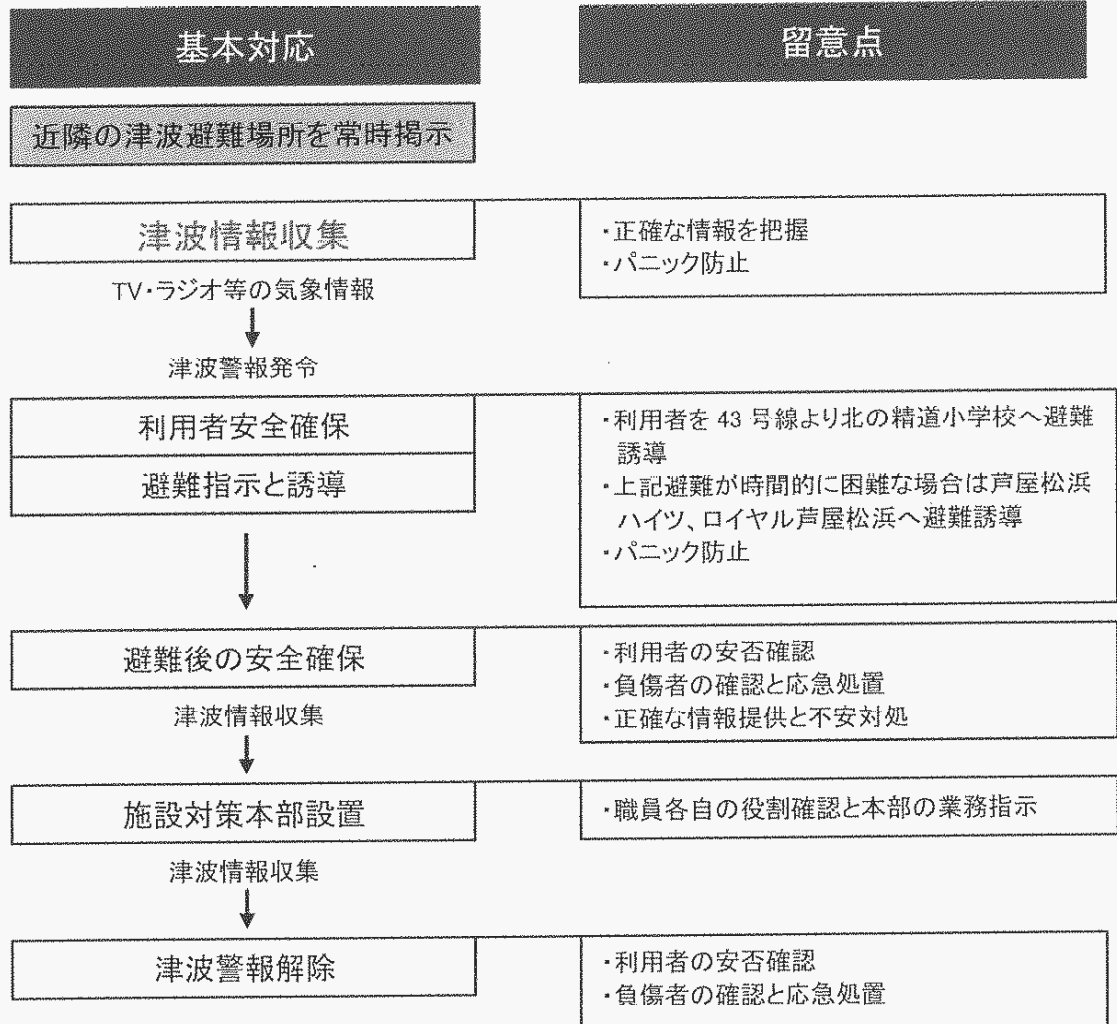 基本対応
留意点
近隣の津波避難場所を常時掲示
津波情報収集
・正確な情報を把握
・パニック防止
TV・ラジオ等の気象情報
津波警報発令
利用者安全確保
避難指示と誘導
・利用者を 43 号線より北の精道小学校へ避難
誘導
・上記避難が時間的に困難な場合は芦屋松浜
ハイツ、ロイヤル芦屋松浜へ避難誘導
・パニック防止
避難後の安全確保
・利用者の安否確認
・負傷者の確認と応急処置
・正確な情報提供と不安対処
津波情報収集
施設対策本部設置
・職員各自の役割確認と本部の業務指示
津波情報収集
津波警報解除
・利用者の安否確認
・負傷者の確認と応急処置